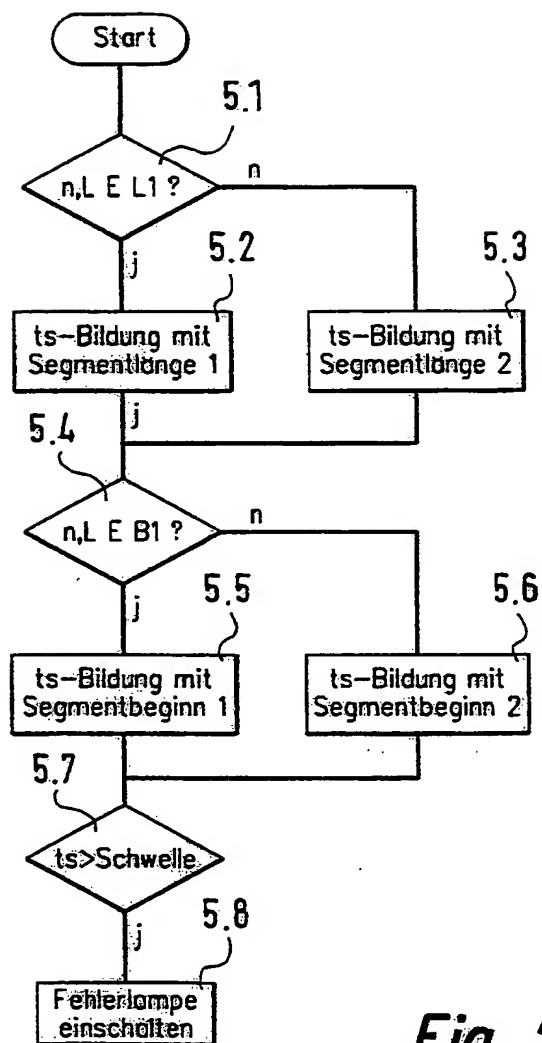 Start
5.1
n,L E L1 ?
n
j
5.2
5.3
ts-Bildung mit
Segmentlänge 1
ts-Bildung mit
Segmentlänge 2
j
5.4
n,L E B1 ?
n
j
5.5
5.6
ts-Bildung mit
Segmentbeginn 1
ts-Bildung mit
Segmentbeginn 2
5.7
ts>Schwelle
j
5.8
Fehlerlampe
einschalten
Fig.